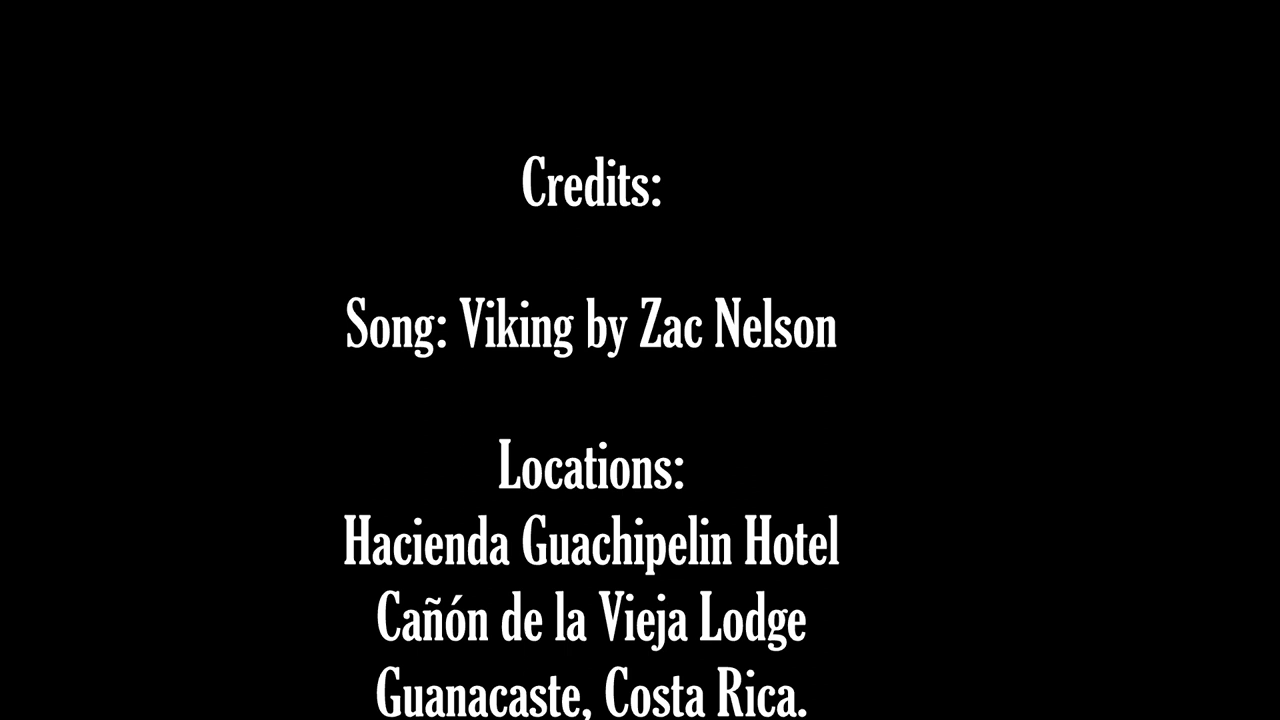 Credits:
Song: Viking by Zac Nelson
Locations:
Hacienda Guachipelin Hotel
Cañón de la Vieja Lodge
Guanacaste, Costa Rica.